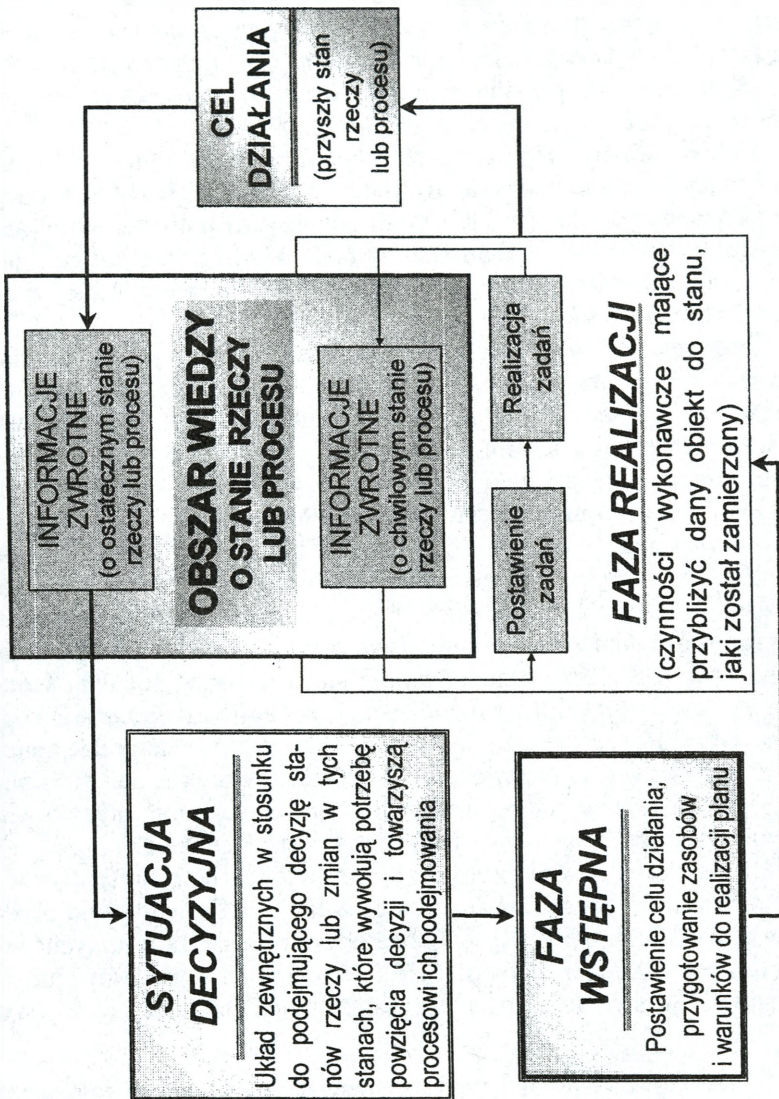 SYTUACJA
DECYZYJNA
Układ zewnętrznych w stosunku
do podejmującego decyzję sta-
nów rzeczy lub zmian w tych
stanach, które wywołują potrzebę
powzięcia decyzji i towarzyszą
procesowi ich podejmowania
FAZA
WSTĘPNA
Postawienie celu działania;
przygotowanie zasobów
i warunków do realizacji planu
INFORMACJE
ZWROTNE
(o ostatecznym stanie
rzeczy lub procesu)
OBSZAR WIEDZY
O STANIE RZECZY
LUB PROCESU
INFORMACJE
ZWROTNE
(o chwilowym stanie
rzeczy lub procesu)
Postawienie
zadań
Realizacja
zadań
FAZA REALIZACJI
(czynności wykonawcze mające
przybliżyć dany obiekt do stanu,
jaki został zamierzony)
CEL
DZIAŁANIA
(przyszły stan
rzeczy
lub procesu)